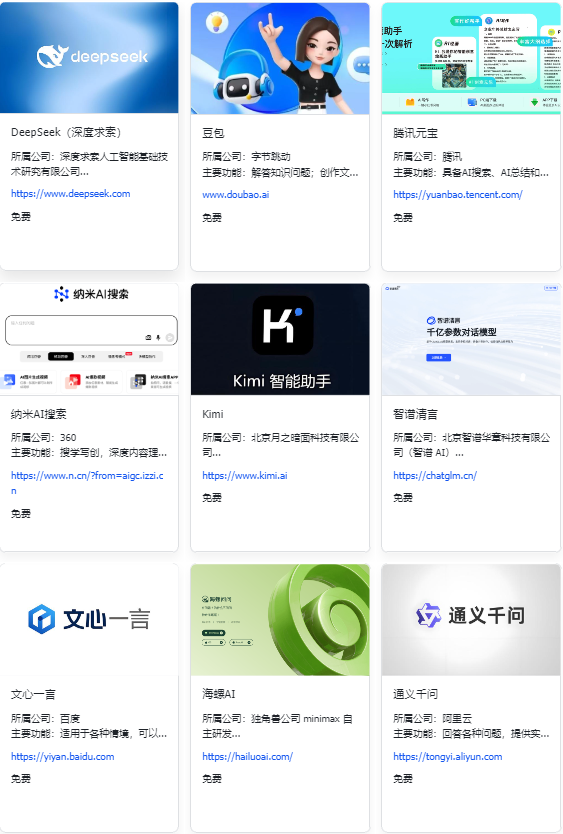 deepseek
DeepSeek（深度求索）
所属公司：深度求索人工智能基础技
术研究有限公司...
https://www.deepseek.com
免费
豆包
所属公司：字节跳动
主要功能：解答知识问题；创作文...
www.doubao.ai
免费
能助手
次解析
腾讯元宝
所属公司：腾讯
主要功能：具备AI搜索、AI总结和...
https://yuanbao.tencent.com/
免费
纳米AI搜索
纳米AI搜索
所属公司：360
主要功能：搜学写创，深度内容理...
https://www.n.cn/?from=aigc.izzi.c
n
免费
Kimi 智能助手
Kimi
所属公司：北京月之暗面科技有限公
司...
https://www.kimi.ai
免费
智谱清言
千亿参数对话模型
智谱清言
所属公司：北京智谱华章科技有限公
司（智谱 AI）...
https://chatglm.cn/
免费
文心一言
文心一言
所属公司：百度
主要功能：适用于各种情境，可以...
https://yiyan.baidu.com
免费
海螺AI
所属公司：独角兽公司 minimax 自
主研发...
https://hailuoai.com/
免费
通义千问
通义千问
所属公司：阿里云
主要功能：回答各种问题，提供实...
https://tongyi.aliyun.com
免费